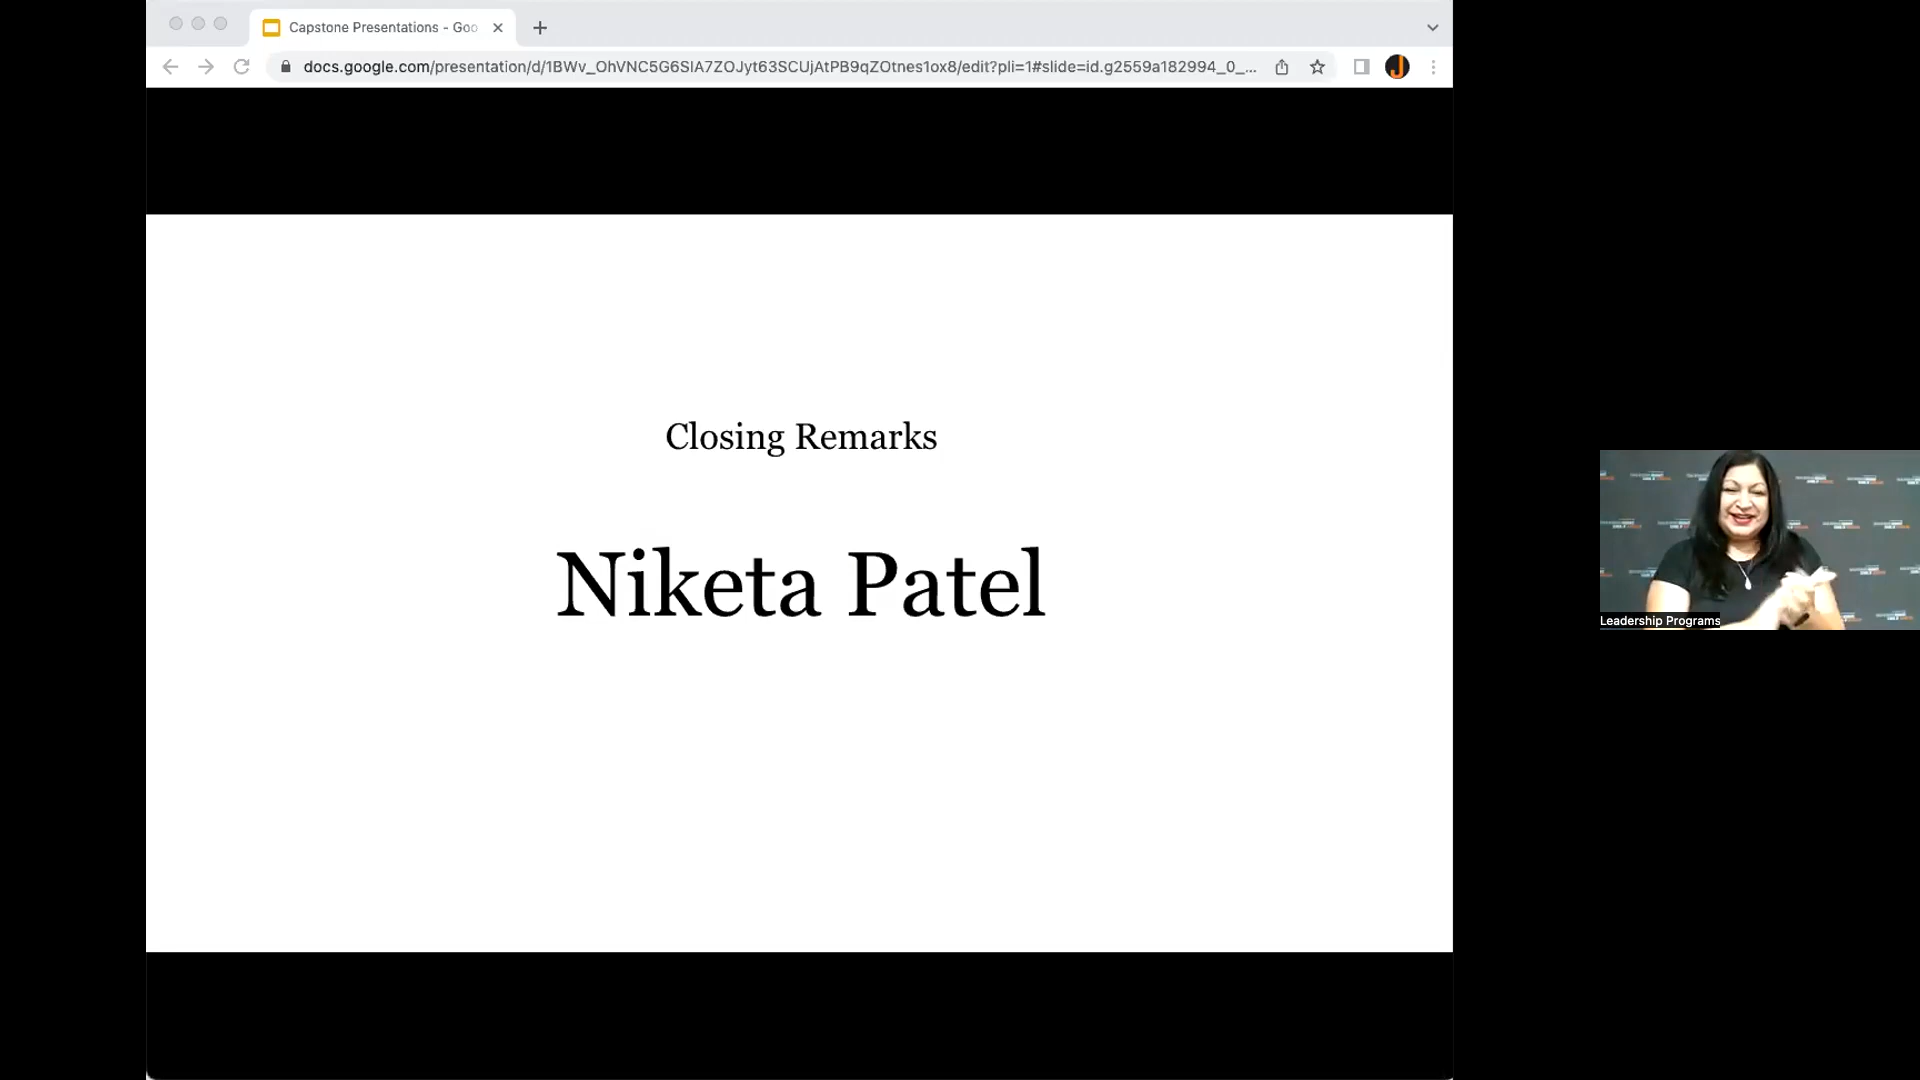 Capstone Presentations - Goo
docs.google.com/presentation/d/1BWv_OhVNC5G6SlA7ZOJyt63SCUjAtPB9qZOtnes1ox8/edit?pli=1#slide=id.g2559a182994_0_...
J
Closing Remarks
Niketa Patel
Leadership Programs